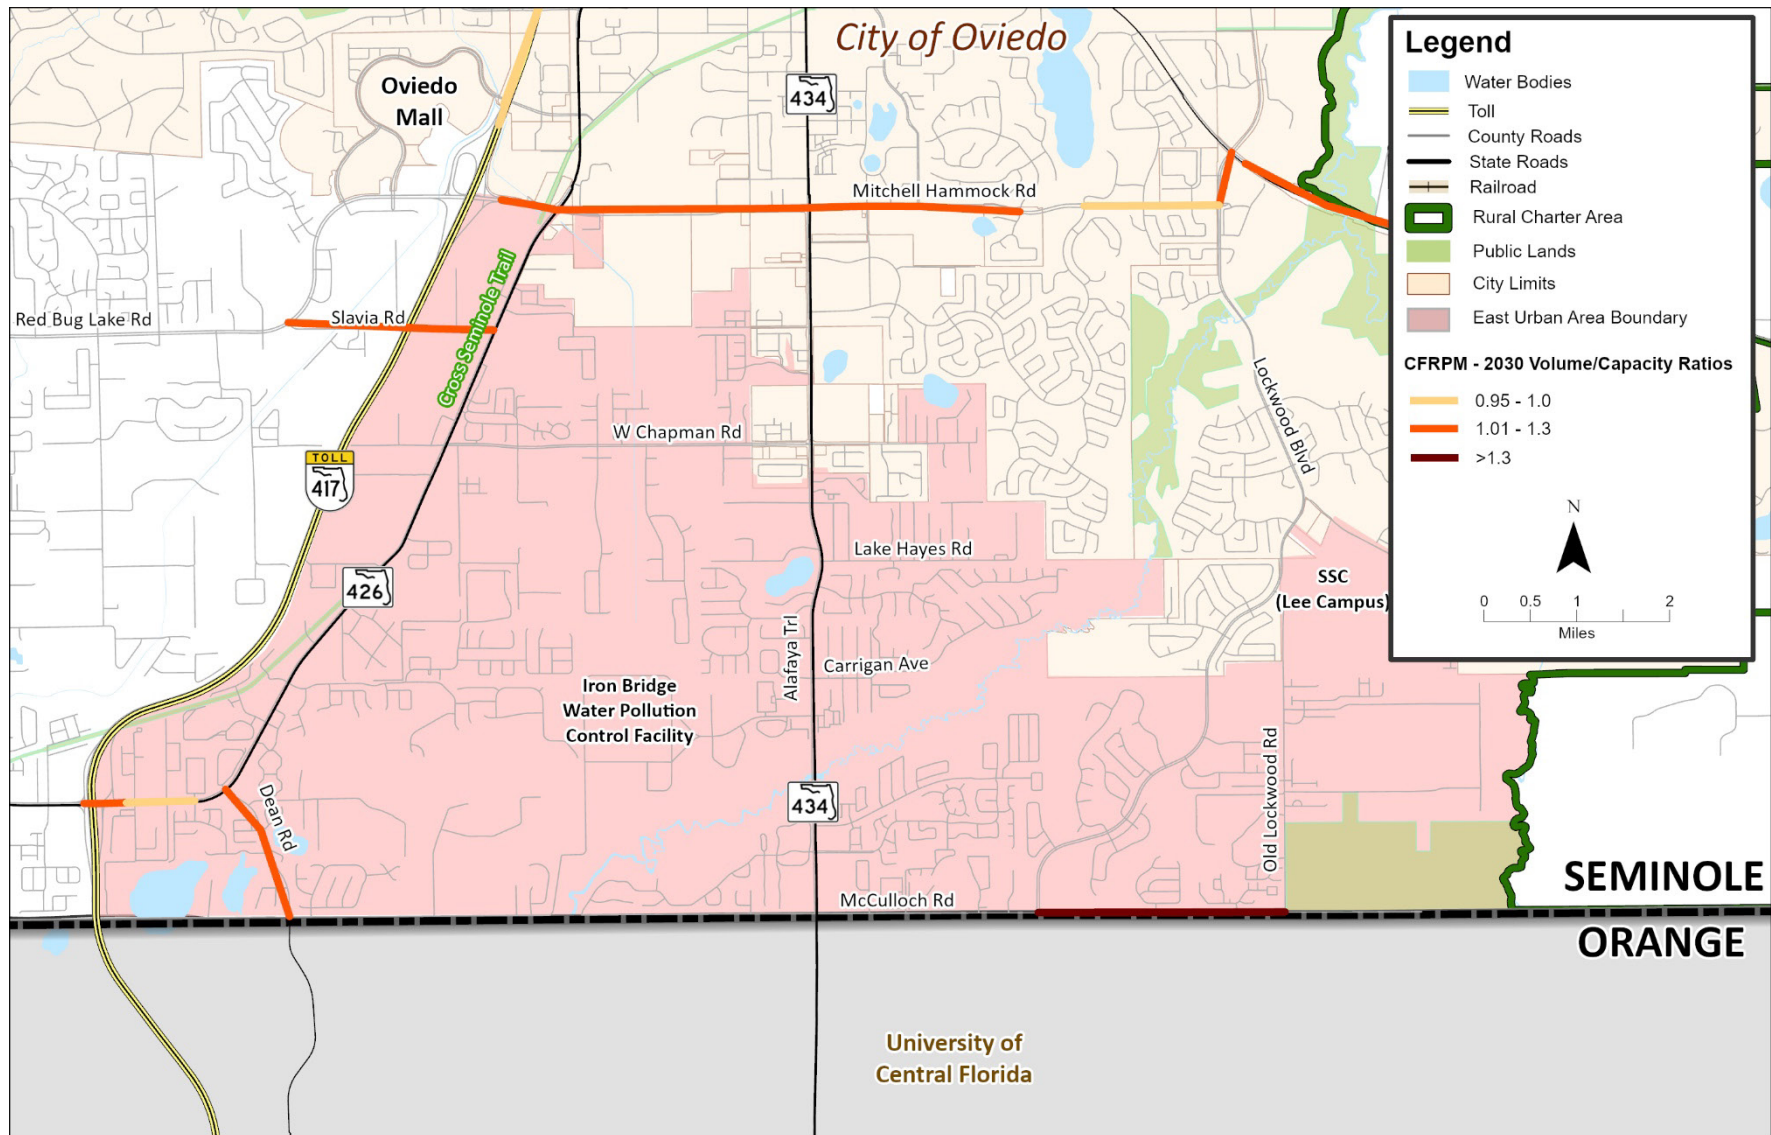 City of Oviedo
Oviedo
Mall
434
Mitchell Hammock Rd
Cross Seminole Trail
Red Bug Lake Rd
Slavia Rd
W Chapman Rd
Lockwood Blvd
TOLL
417
426
Lake Hayes Rd
SSC
(Lee Campus)
Alafaya Trl
Carrigan Ave
Iron Bridge
Water Pollution
Control Facility
Old Lockwood Rd
434
Dean Rd
McCulloch Rd
SEMINOLE
ORANGE
University of
Central Florida
Legend
Water Bodies
Toll
County Roads
State Roads
Railroad
Rural Charter Area
Public Lands
City Limits
East Urban Area Boundary
CFRPM - 2030 Volume/Capacity Ratios
0.95 - 1.0
1.01 - 1.3
>1.3
N
0 0.5 1 2
Miles